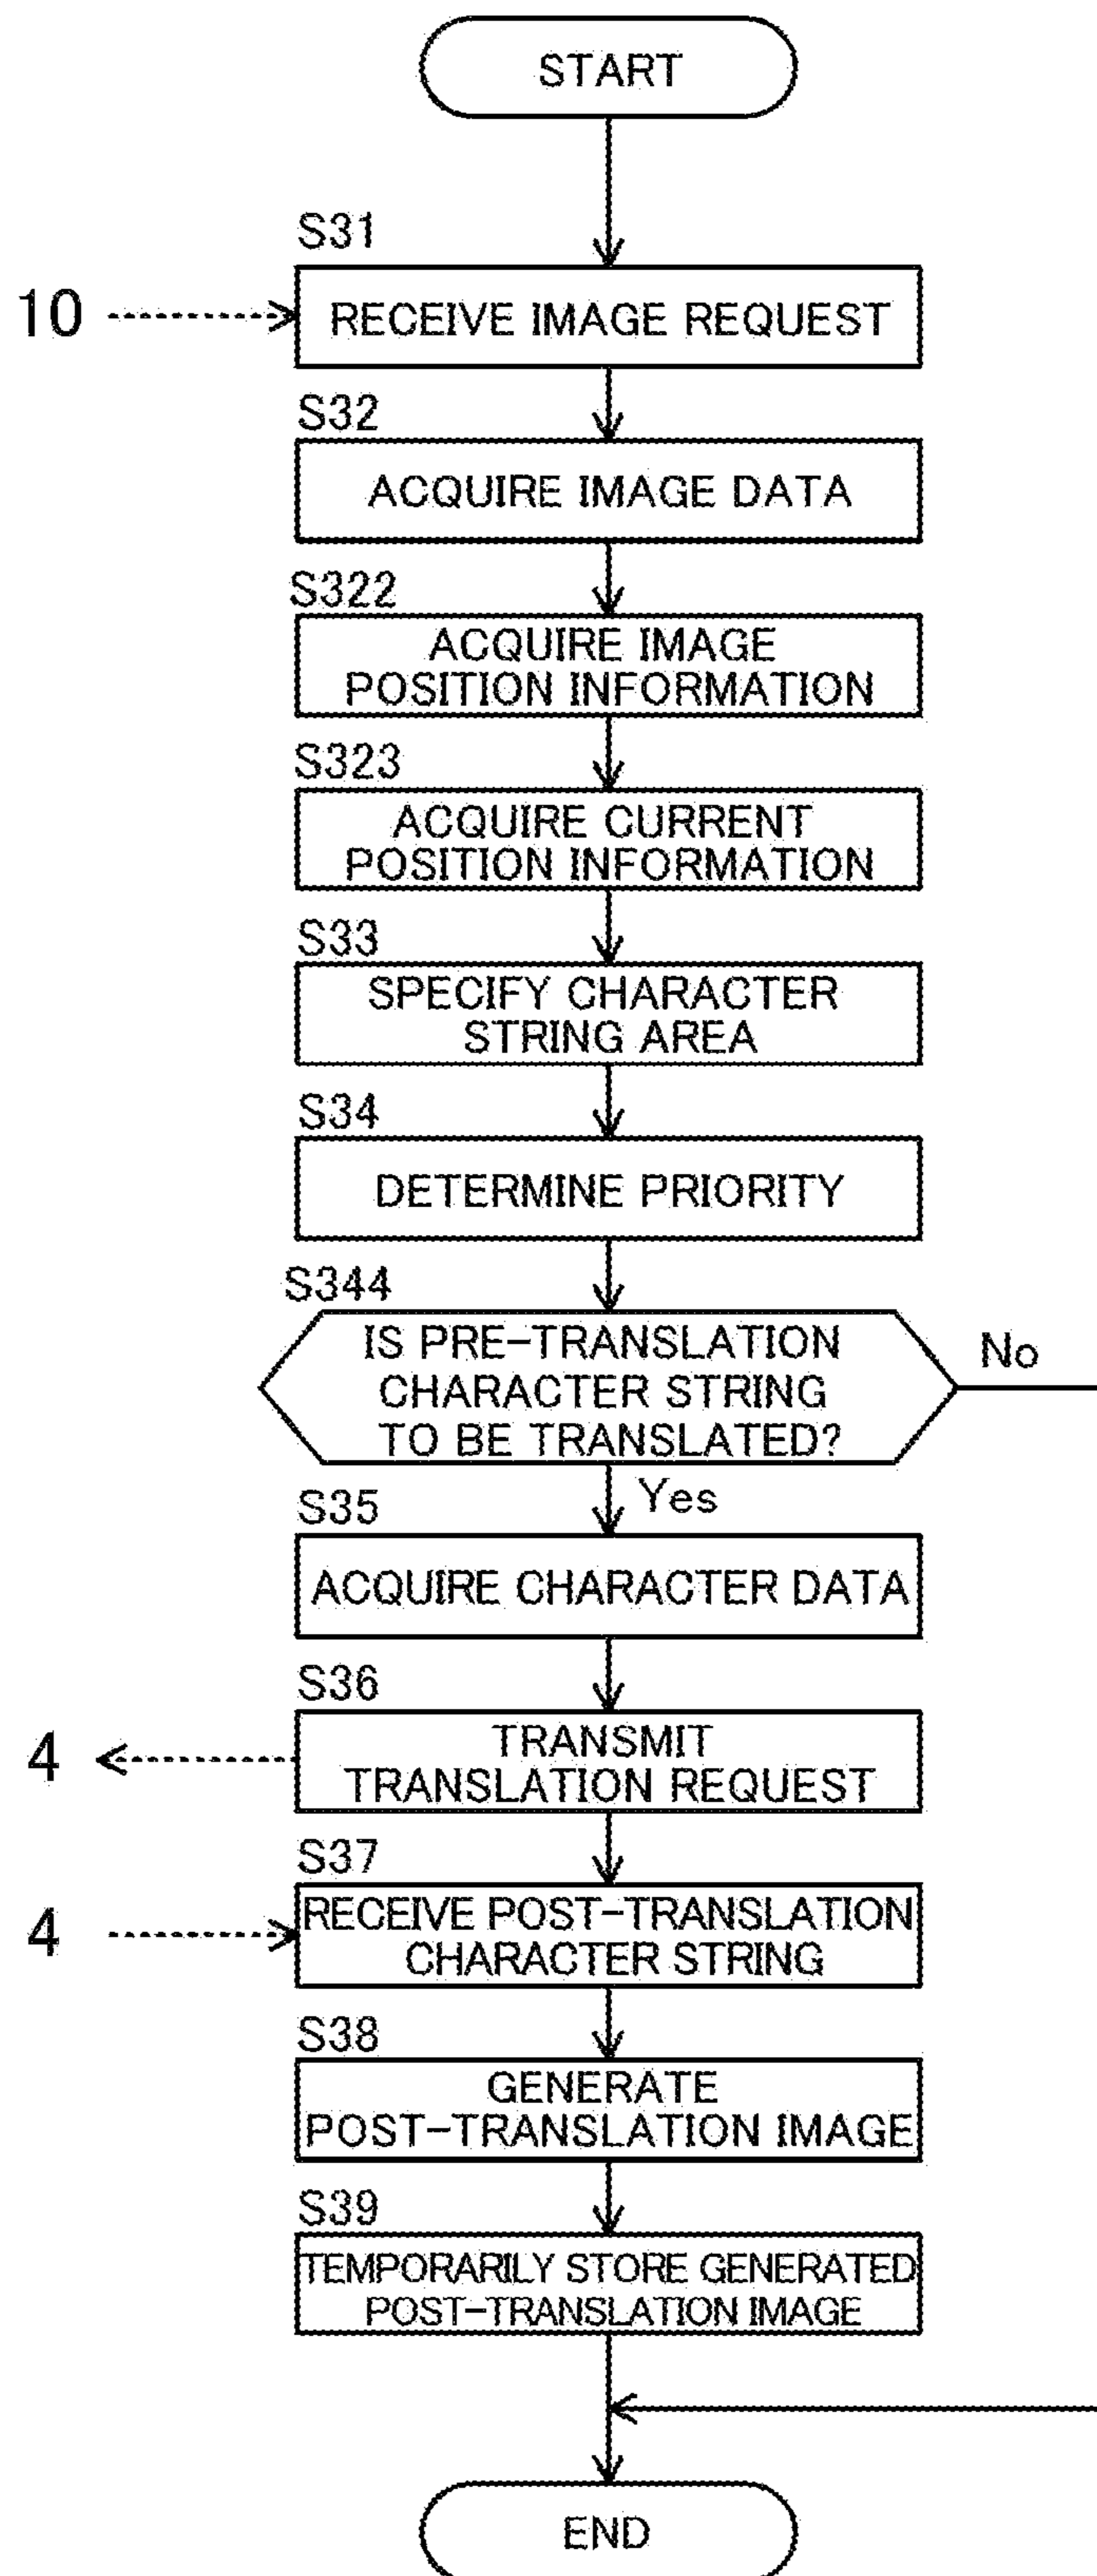 START
S31
10
RECEIVE IMAGE REQUEST
S32
ACQUIRE IMAGE DATA
S322
ACQUIRE IMAGE
POSITION INFORMATION
S323
ACQUIRE CURRENT
POSITION INFORMATION
S33
SPECIFY CHARACTER
STRING AREA
S34
DETERMINE PRIORITY
S344
IS PRE-TRANSLATION
CHARACTER STRING
TO BE TRANSLATED?
No
Yes
S35
ACQUIRE CHARACTER DATA
S36
4
TRANSMIT
TRANSLATION REQUEST
S37
4
RECEIVE POST-TRANSLATION
CHARACTER STRING
S38
GENERATE
POST-TRANSLATION IMAGE
S39
TEMPORARILY STORE GENERATED
POST-TRANSLATION IMAGE
END